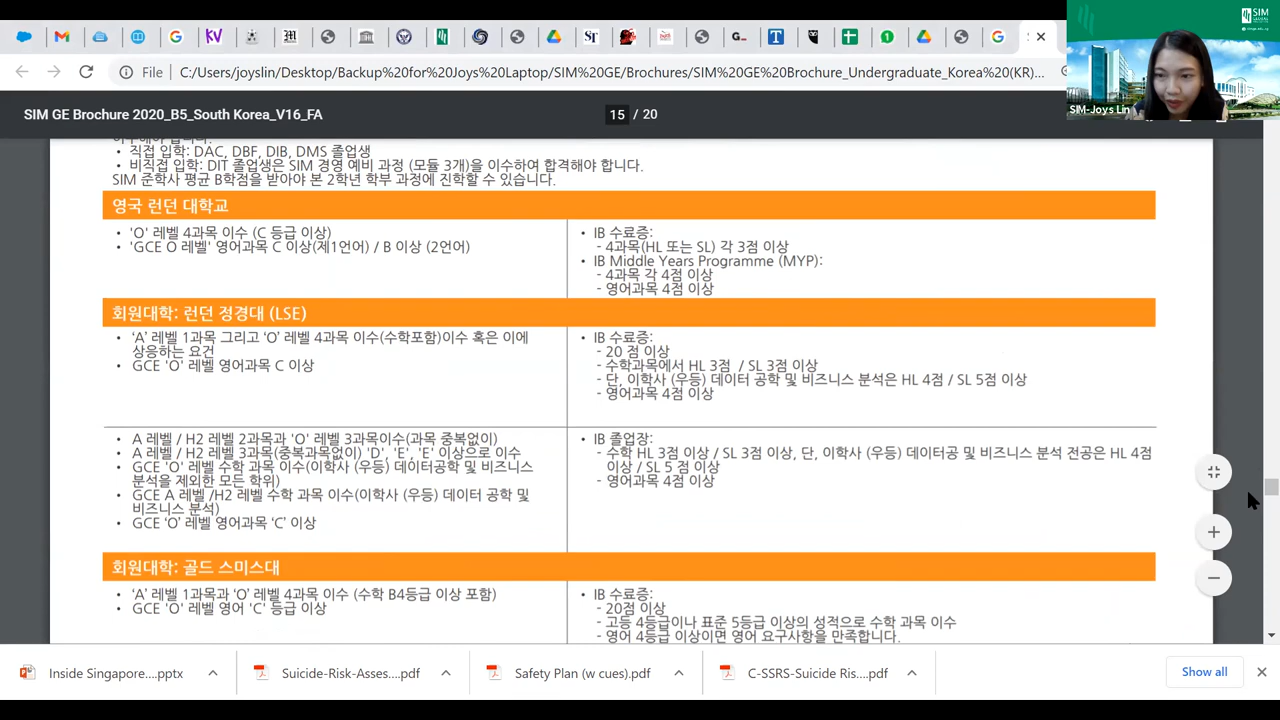 SIM
File
C:/Users/joyslin/Desktop/Backup%20for%20Joys%20Laptop/SIM%20GE/Brochures/SIM%20GE%20Brochure_Undergraduate_Korea%20(KR)...
SIM-Joys Lin
SIM GE Brochure 2020_B5_South Korea_V16_FA
15 / 20
이수해야 합니다.
• 직접 입학: DAC, DBF, DIB, DMS 졸업생
• 비직접 입학: DIT 졸업생은 SIM 경영 예비 과정 (모듈 3개)을 이수하여 합격해야 합니다.
SIM 준학사 평균 B학점을 받아야 본 2학년 학부 과정에 진학할 수 있습니다.
영국 런던 대학교
• 'O' 레벨 4과목 이수 (C 등급 이상)
• 'GCE O 레벨' 영어과목 C 이상(제1언어) / B 이상 (2언어)
• IB 수료증:
- 4과목(HL 또는 SL) 각 3점 이상
• IB Middle Years Programme (MYP):
- 4과목 각 4점 이상
- 영어과목 4점 이상
회원대학: 런던 정경대 (LSE)
• ‘A’ 레벨 1과목 그리고 ‘O’ 레벨 4과목 이수(수학포함)이수 혹은 이에
상응하는 요건
• GCE 'O' 레벨 영어과목 C 이상
• IB 수료증:
- 20 점 이상
- 수학과목에서 HL 3점 / SL 3점 이상
- 단, 이학사 (우등) 데이터 공학 및 비즈니스 분석은 HL 4점 / SL 5점 이상
- 영어과목 4점 이상
• A 레벨 / H2 레벨 2과목과 'O' 레벨 3과목이수(과목 중복없이)
• A 레벨 / H2 레벨 3과목(중복과목없이) 'D', 'E', 'E' 이상으로 이수
• GCE 'O' 레벨 수학 과목 이수(이학사 (우등) 데이터공학 및 비즈니스
분석을 제외한 모든 학위)
• GCE A 레벨 /H2 레벨 수학 과목 이수(이학사 (우등) 데이터 공학 및
비즈니스 분석)
• GCE ‘O’ 레벨 영어과목 ‘C’ 이상
• IB 졸업장:
- 수학 HL 3점 이상 / SL 3점 이상, 단, 이학사 (우등) 데이터공 및 비즈니스 분석 전공은 HL 4점
이상 / SL 5 점 이상
- 영어과목 4점 이상
회원대학: 골드 스미스대
• ‘A’ 레벨 1과목과 ‘O’ 레벨 4과목 이수 (수학 B4등급 이상 포함)
• GCE 'O' 레벨 영어 'C' 등급 이상
• IB 수료증:
- 20점 이상
- 고등 4등급이나 표준 5등급 이상의 성적으로 수학 과목 이수
- 영어 4등급 이상이면 영어 요구사항을 만족합니다.
Inside Singapore....pptx
Suicide-Risk-Asses....pdf
Safety Plan (w cues).pdf
C-SSRS-Suicide Ris....pdf
Show all